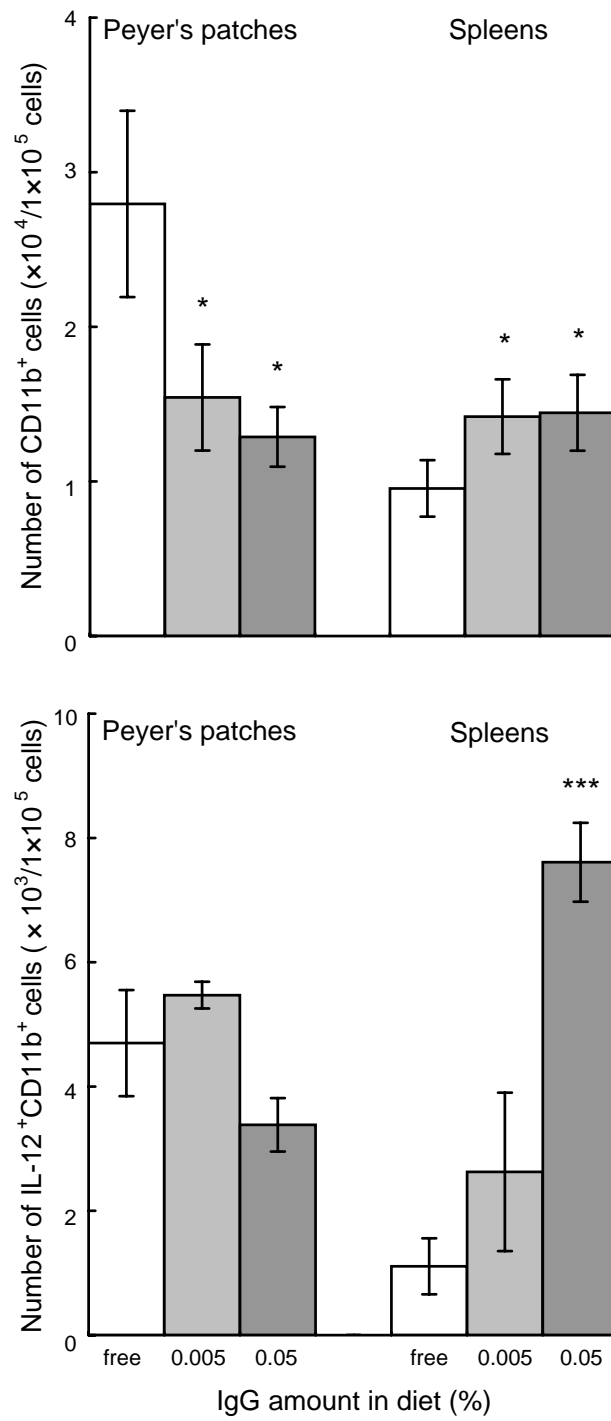 Peyer's patches Spleens
Number of CD11b⁺ cells (×10⁴/1×10⁵ cells)
4
3
2
1
0
* * * *
Peyer's patches Spleens
Number of IL-12⁺CD11b⁺ cells (×10³/1×10⁵ cells)
10
8
6
4
2
0
***
free 0.005 0.05 free 0.005 0.05
IgG amount in diet (%)